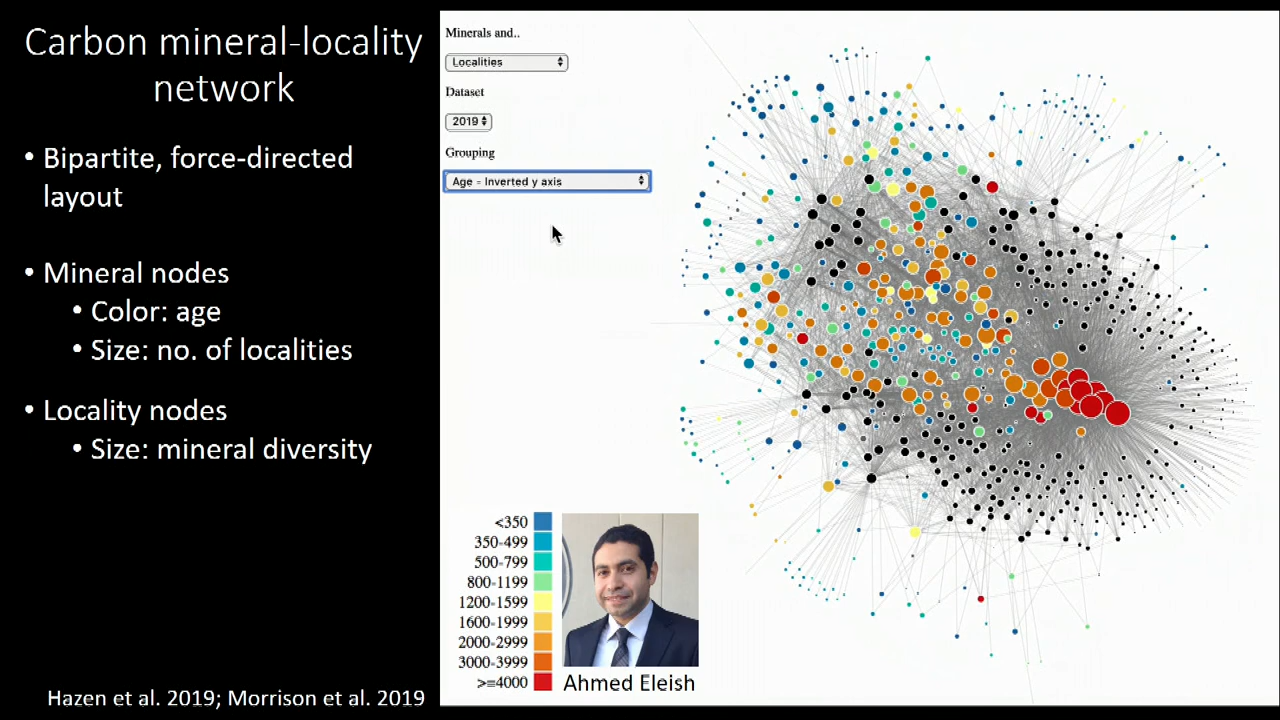 Carbon mineral-locality
network
• Bipartite, force-directed
layout
• Mineral nodes
• Color: age
• Size: no. of localities
• Locality nodes
• Size: mineral diversity
Hazen et al. 2019; Morrison et al. 2019
Minerals and..
Localities
Dataset
2019
Grouping
Age - Inverted y axis
<350
350-499
500-799
800-1199
1200-1599
1600-1999
2000-2999
3000-3999
>=4000
Ahmed Eleish